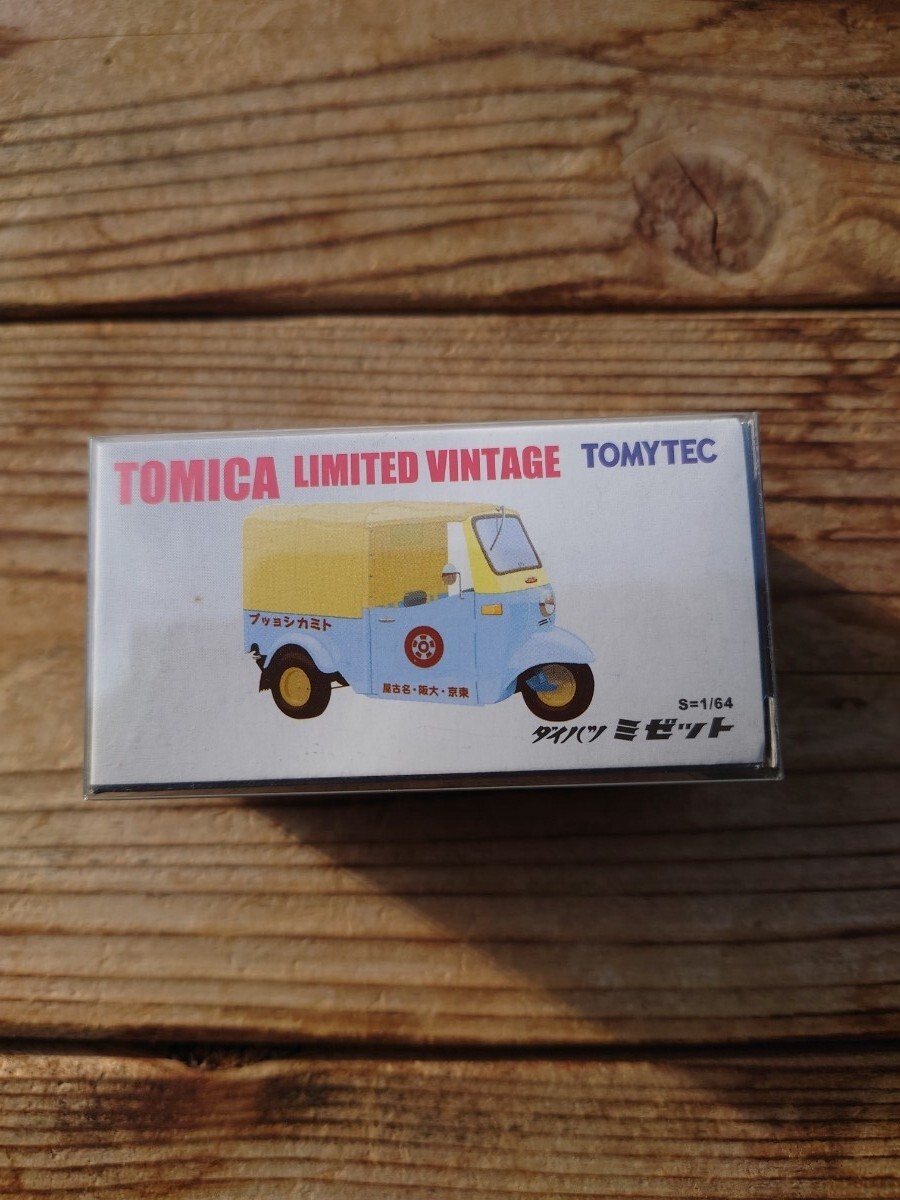 TOMICA LIMITED VINTAGE TOMYTEC
トミカショップ
東京・大阪・名古屋
S=1/64
ダイハツ ミゼット